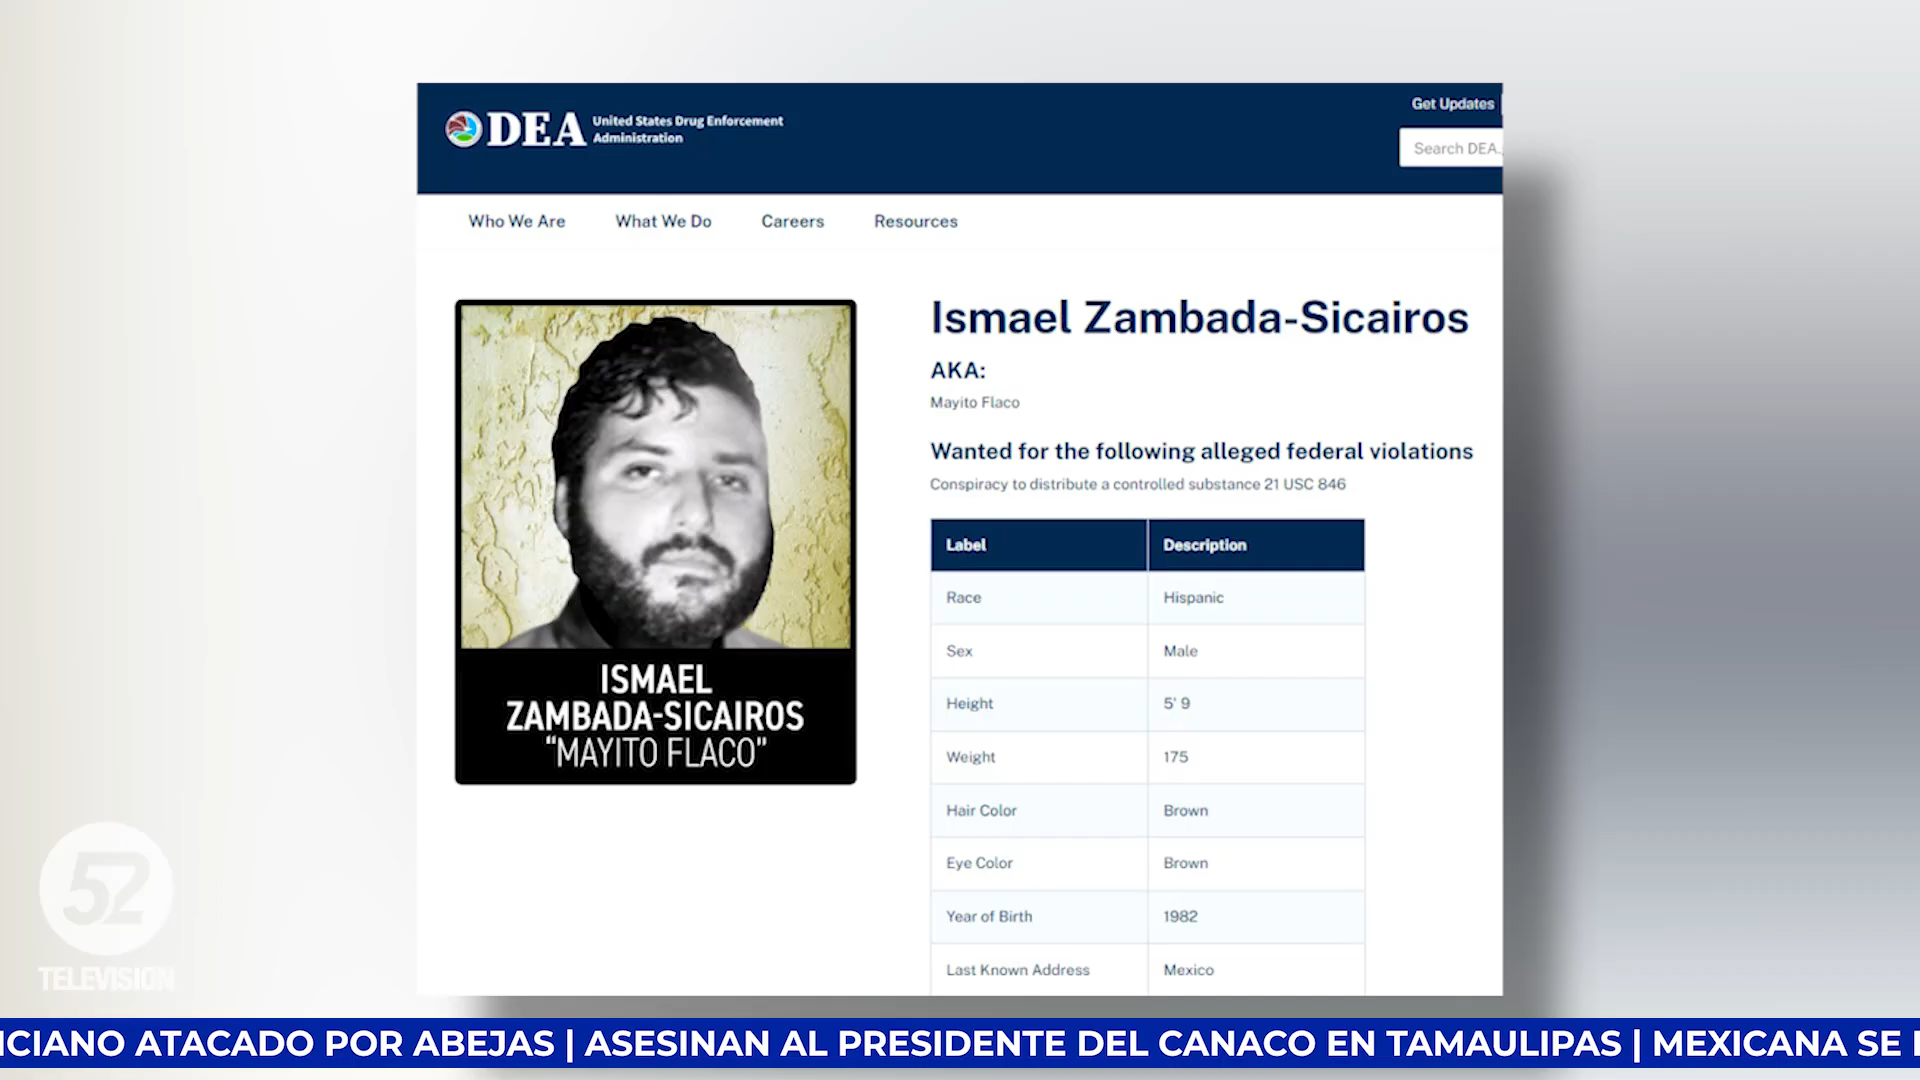 DEA United States Drug Enforcement
Administration
Get Updates
Search DEA.
Who We Are What We Do Careers Resources
ISMAEL
ZAMBADA-SICAIROS
"MAYITO FLACO"
Ismael Zambada-Sicairos
AKA:
Mayito Flaco
Wanted for the following alleged federal violations
Conspiracy to distribute a controlled substance 21 USC 846
Label Description
Race Hispanic
Sex Male
Height 5' 9
Weight 175
Hair Color Brown
Eye Color Brown
Year of Birth 1982
Last Known Address Mexico
52
TELEVISION
NCIANO ATACADO POR ABEJAS | ASESINAN AL PRESIDENTE DEL CANACO EN TAMAULIPAS | MEXICANA SE